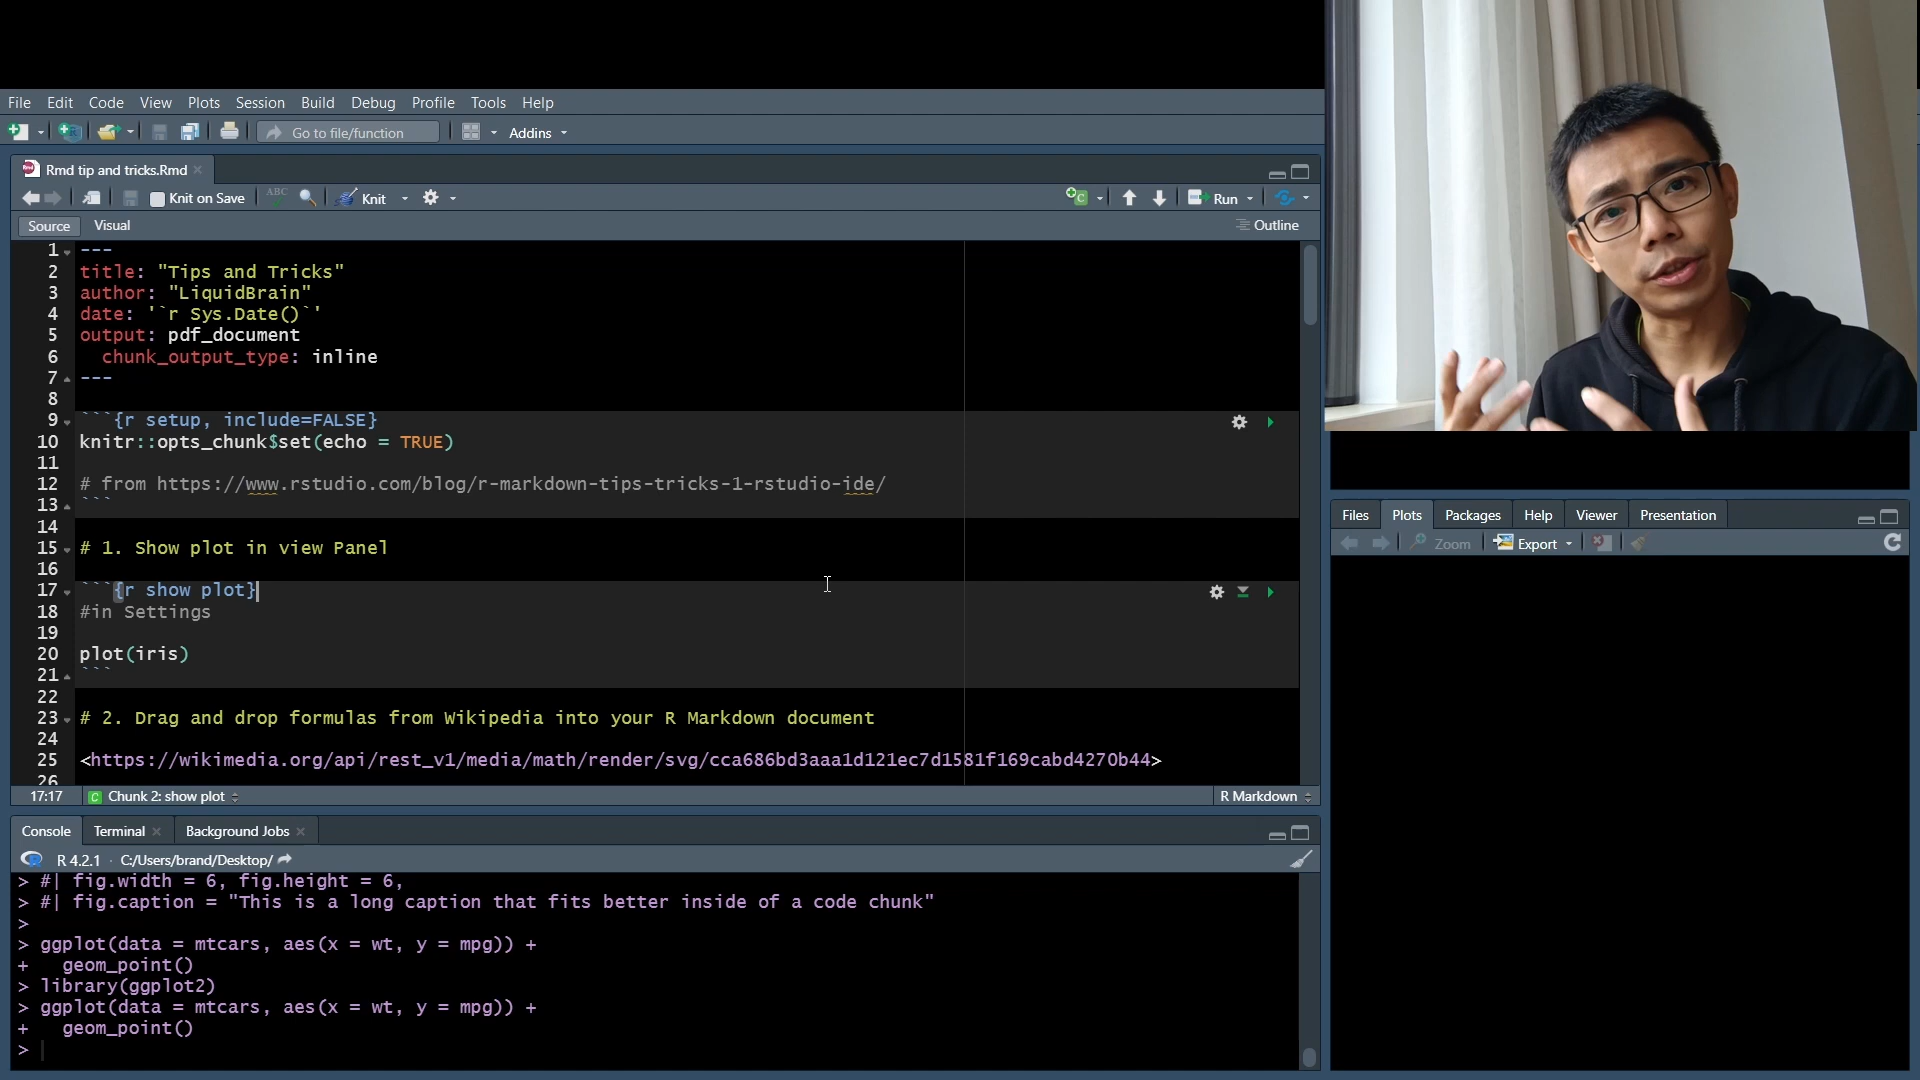 File Edit Code View Plots Session Build Debug Profile Tools Help
Go to file/function Addins
Rmd tip and tricks.Rmd
Knit on Save ABC Knit Run
Source Visual Outline
1 ---
2 title: "Tips and Tricks"
3 author: "LiquidBrain"
4 date: '`r Sys.Date()`'
5 output: pdf_document
6 chunk_output_type: inline
7 ---
8
9 ```{r setup, include=FALSE}
10 knitr::opts_chunk$set(echo = TRUE)
11
12 # from https://www.rstudio.com/blog/r-markdown-tips-tricks-1-rstudio-ide/
13 ```
14
15 # 1. Show plot in view Panel
16
17 ```{r show plot}
18 #in Settings
19
20 plot(iris)
21 ```
22
23 # 2. Drag and drop formulas from Wikipedia into your R Markdown document
24
25 <https://wikimedia.org/api/rest_v1/media/math/render/svg/cca686bd3aaa1d121ec7d1581f169cabd4270b44>
26
17:17 C Chunk 2: show plot R Markdown
Console Terminal Background Jobs
R 4.2.1 · C:/Users/brand/Desktop/
> #| fig.width = 6, fig.height = 6,
> #| fig.caption = "This is a long caption that fits better inside of a code chunk"
>
> ggplot(data = mtcars, aes(x = wt, y = mpg)) +
+ geom_point()
> library(ggplot2)
> ggplot(data = mtcars, aes(x = wt, y = mpg)) +
+ geom_point()
>
Files Plots Packages Help Viewer Presentation
Zoom Export